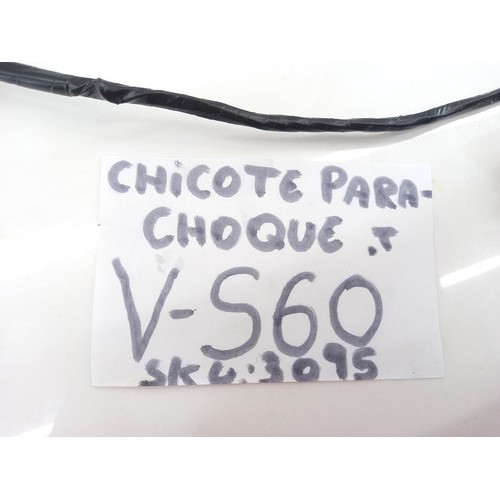 CHICOTE PARA-
CHOQUE .T
V-S60
SKU:3095